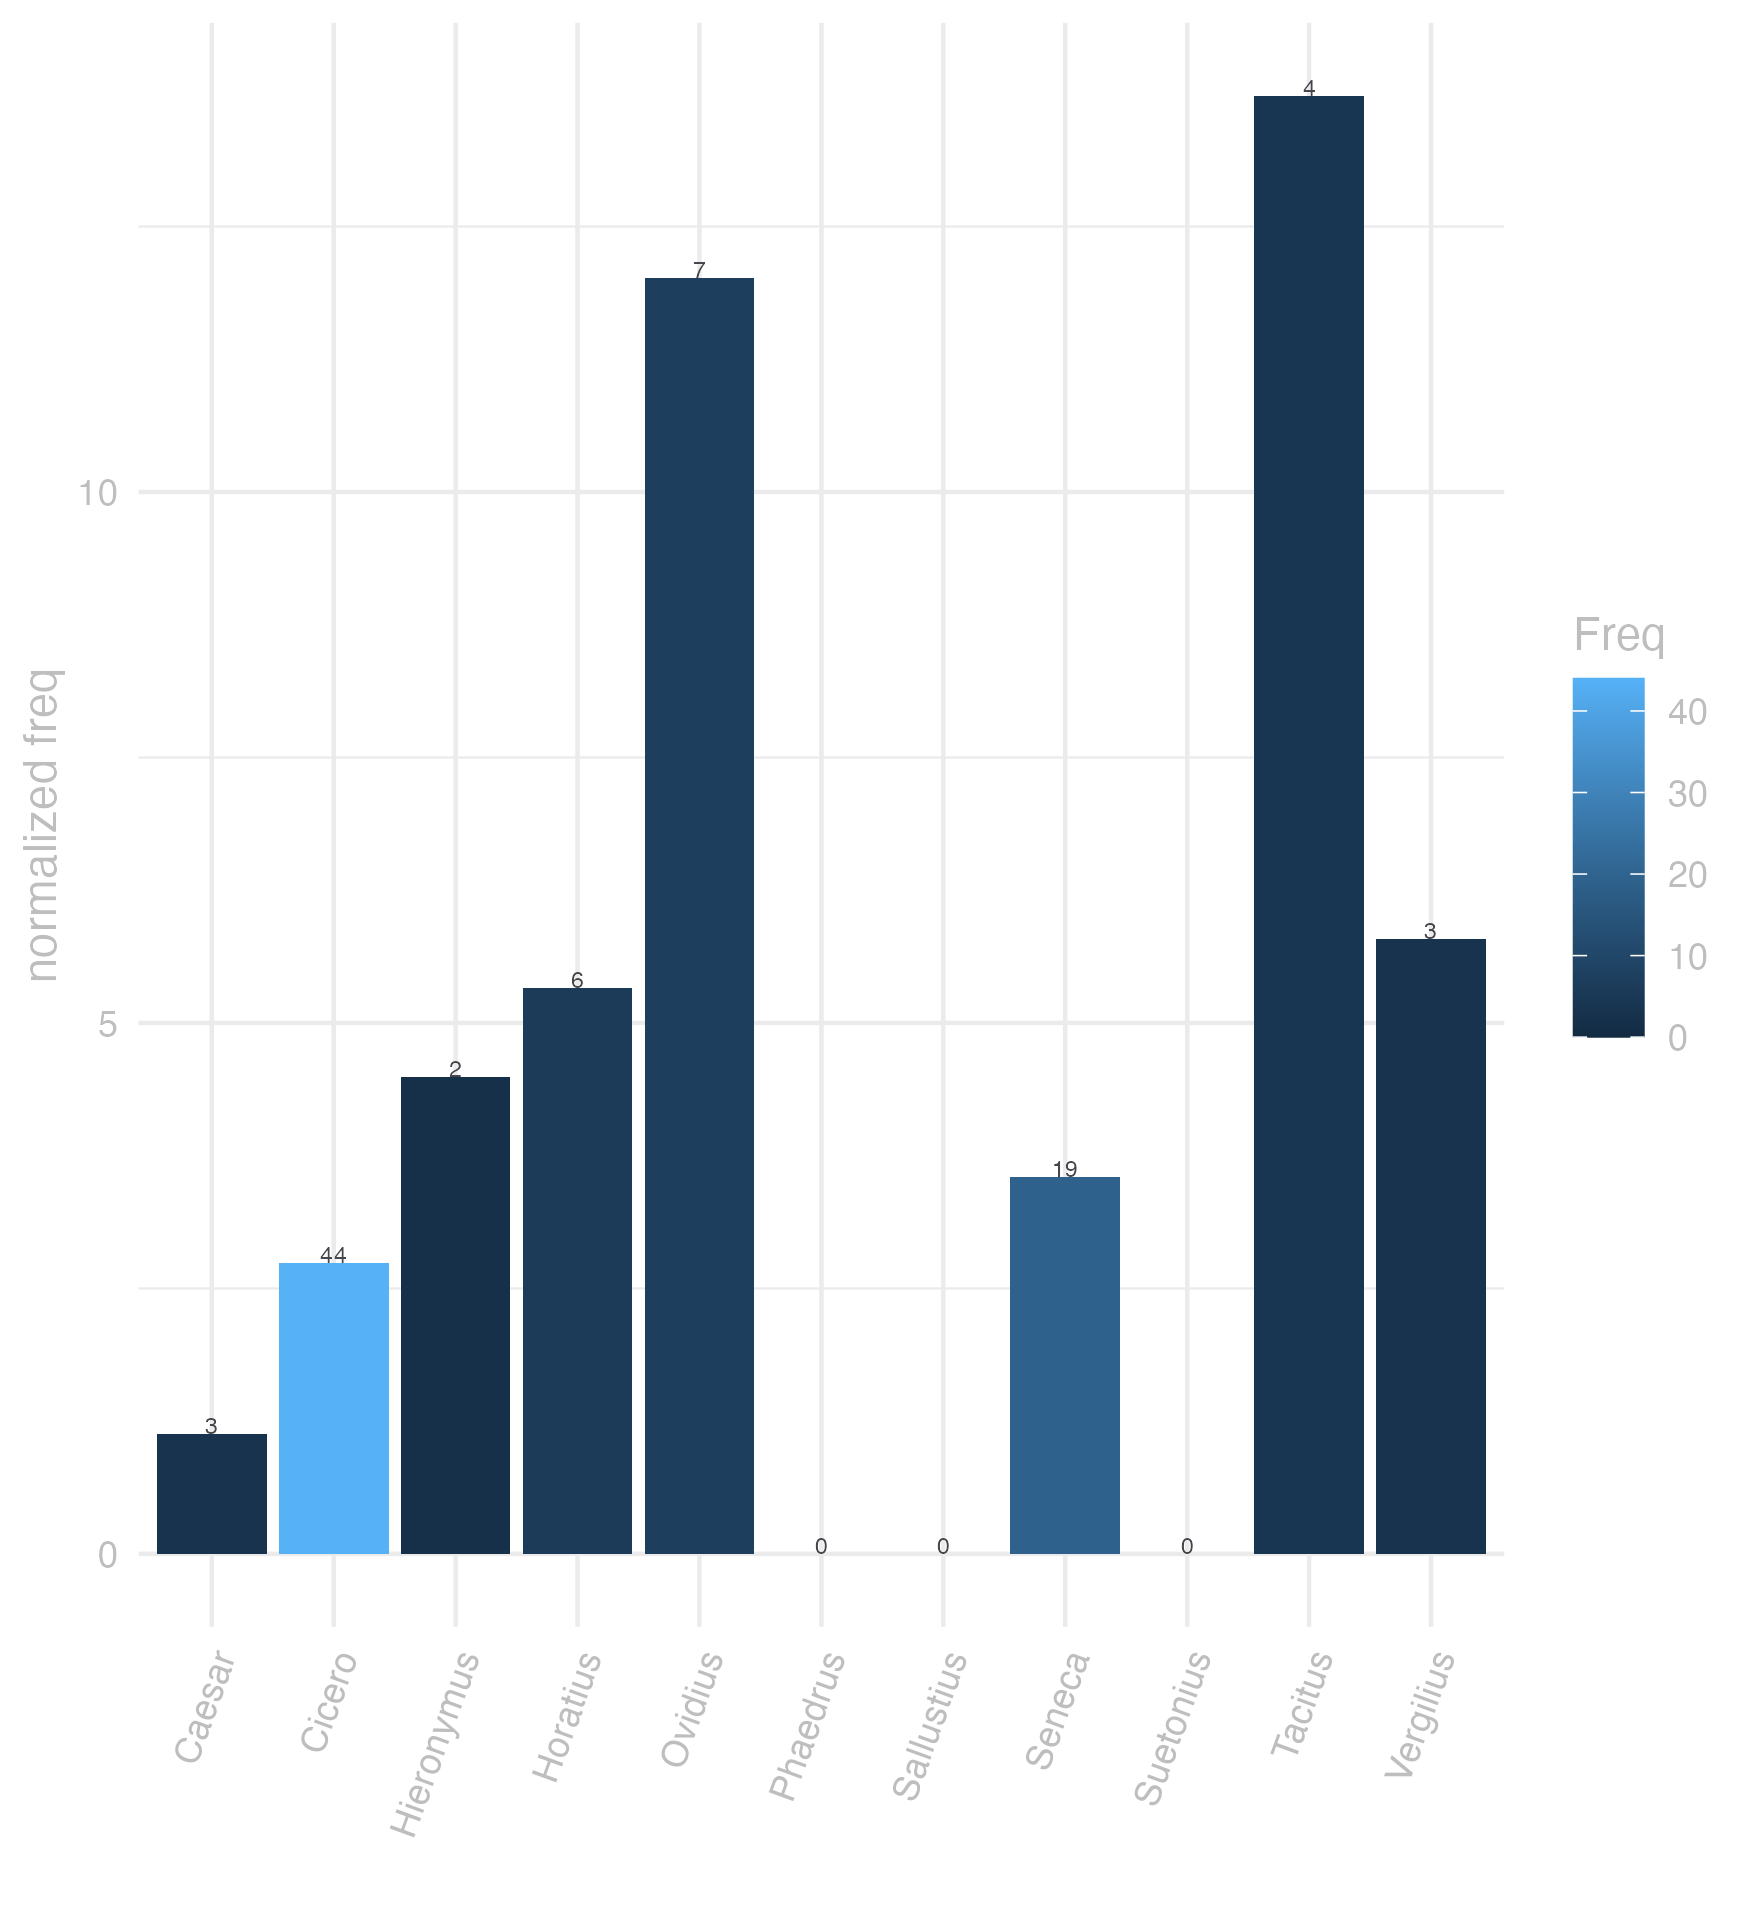 normalized freq
10
5
0
3
44
2
6
7
0
0
19
0
4
3
Caesar
Cicero
Hieronymus
Horatius
Ovidius
Phaedrus
Sallustius
Seneca
Suetonius
Tacitus
Vergilius
Freq
40
30
20
10
0